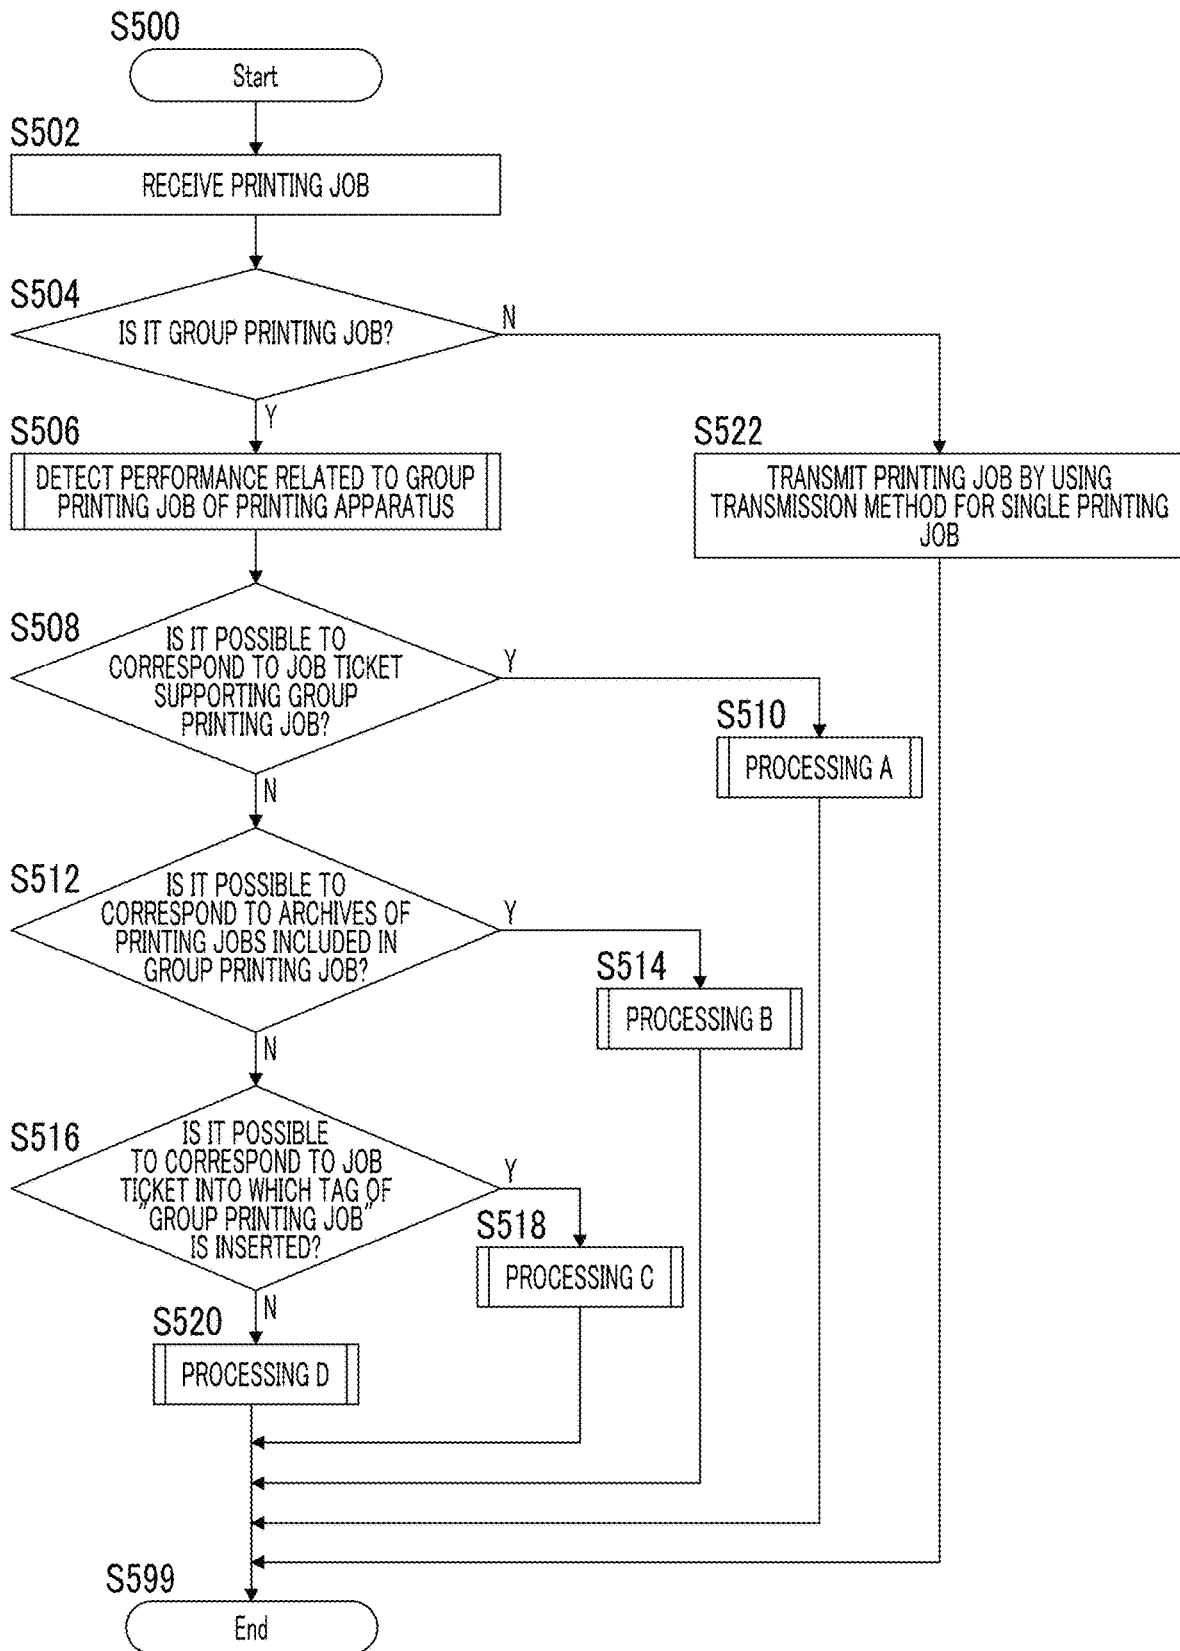 S500
Start
S502
RECEIVE PRINTING JOB
S504
IS IT GROUP PRINTING JOB?
N
Y
S506
DETECT PERFORMANCE RELATED TO GROUP
PRINTING JOB OF PRINTING APPARATUS
S522
TRANSMIT PRINTING JOB BY USING
TRANSMISSION METHOD FOR SINGLE PRINTING
JOB
S508
IS IT POSSIBLE TO
CORRESPOND TO JOB TICKET
SUPPORTING GROUP
PRINTING JOB?
Y
N
S510
PROCESSING A
S512
IS IT POSSIBLE TO
CORRESPOND TO ARCHIVES OF
PRINTING JOBS INCLUDED IN
GROUP PRINTING JOB?
Y
N
S514
PROCESSING B
S516
IS IT POSSIBLE
TO CORRESPOND TO JOB
TICKET INTO WHICH TAG OF
"GROUP PRINTING JOB"
IS INSERTED?
Y
N
S518
PROCESSING C
S520
PROCESSING D
S599
End